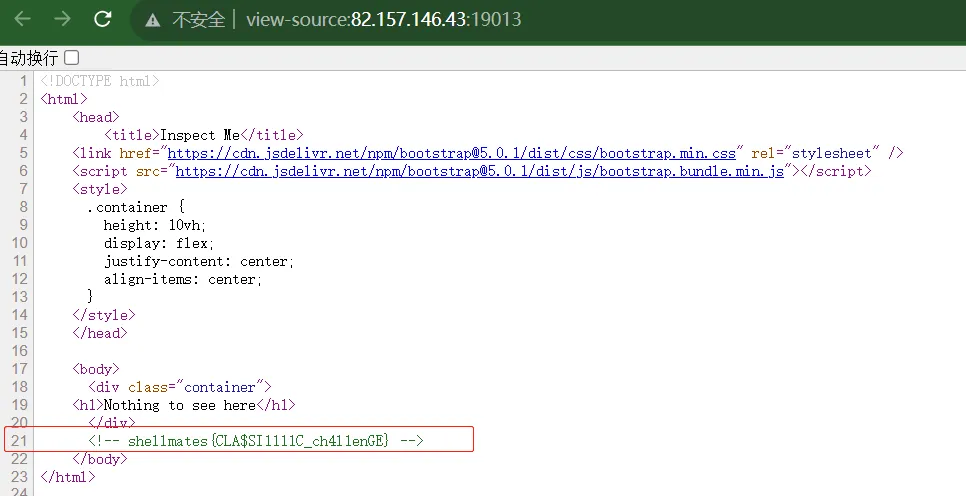 不安全 | view-source:82.157.146.43:19013
自动换行
1 <!DOCTYPE html>
2 <html>
3 <head>
4 <title>Inspect Me</title>
5 <link href="https://cdn.jsdelivr.net/npm/bootstrap@5.0.1/dist/css/bootstrap.min.css" rel="stylesheet" />
6 <script src="https://cdn.jsdelivr.net/npm/bootstrap@5.0.1/dist/js/bootstrap.bundle.min.js"></script>
7 <style>
8 .container {
9 height: 10vh;
10 display: flex;
11 justify-content: center;
12 align-items: center;
13 }
14 </style>
15 </head>
16
17 <body>
18 <div class="container">
19 <h1>Nothing to see here</h1>
20 </div>
21 <!-- shellmates{CLA$SI1111C_ch4l1enGE} -->
22 </body>
23 </html>
24